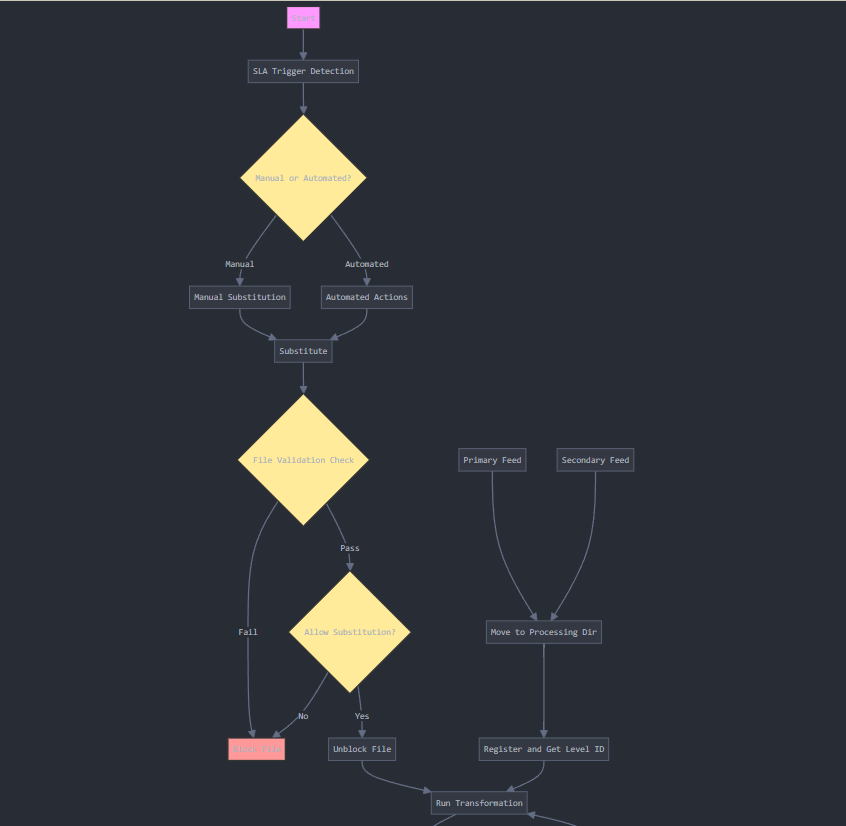 Start
SLA Trigger Detection
Manual or Automated?
Manual
Automated
Manual Substitution
Automated Actions
Substitute
File Validation Check
Primary Feed
Secondary Feed
Pass
Fail
Allow Substitution?
Move to Processing Dir
No
Yes
Block File
Unblock File
Register and Get Level ID
Run Transformation